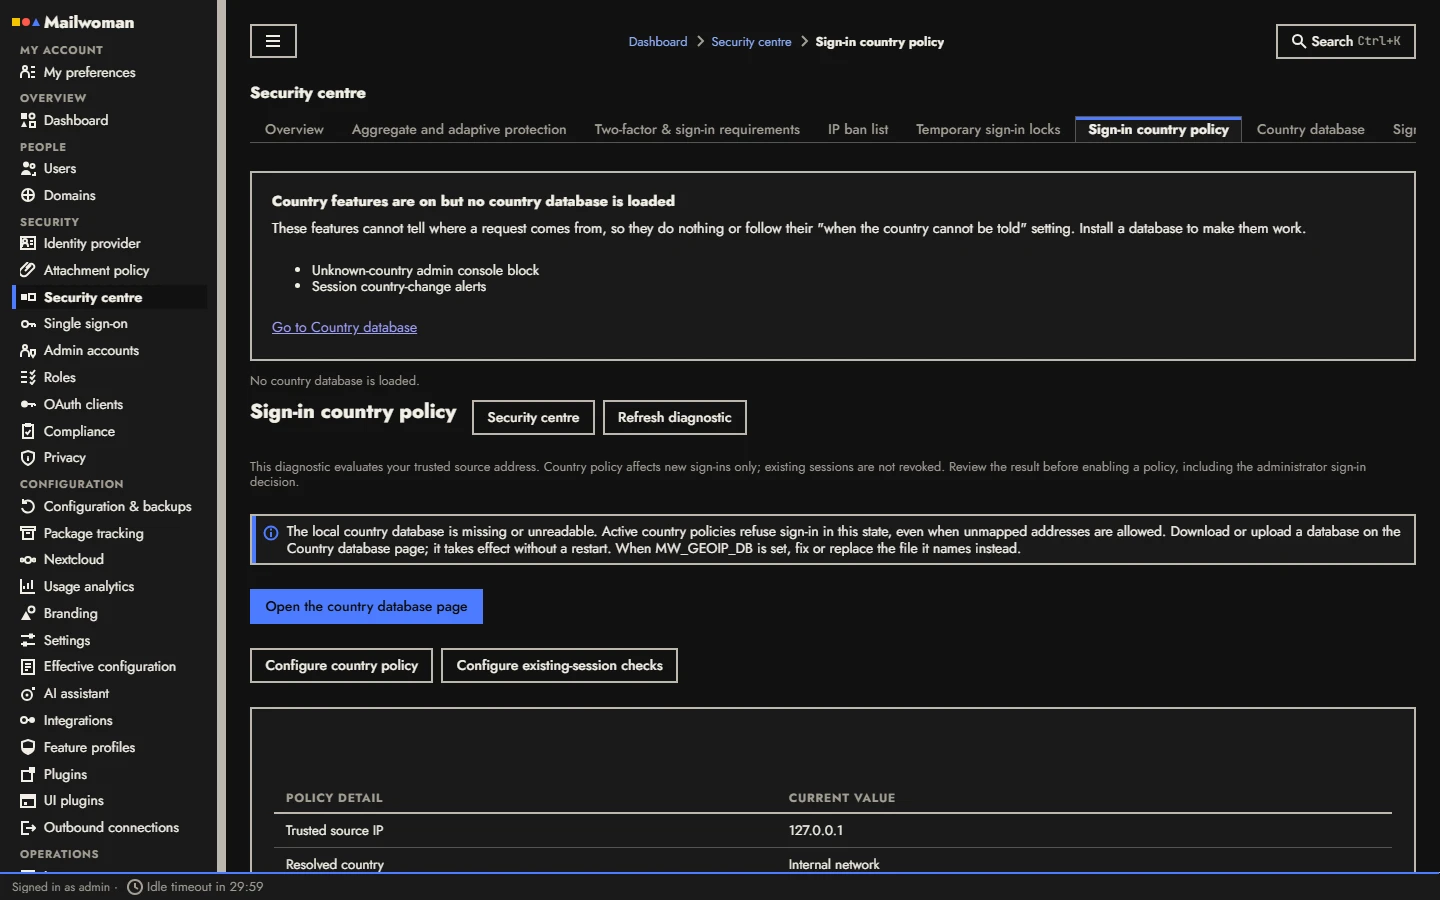 Mailwoman
MY ACCOUNT
My preferences
OVERVIEW
Dashboard
PEOPLE
Users
Domains
SECURITY
Identity provider
Attachment policy
Security centre
Single sign-on
Admin accounts
Roles
OAuth clients
Compliance
Privacy
CONFIGURATION
Configuration & backups
Package tracking
Nextcloud
Usage analytics
Branding
Settings
Effective configuration
AI assistant
Integrations
Feature profiles
Plugins
UI plugins
Outbound connections
OPERATIONS
Dashboard > Security centre > Sign-in country policy
Search Ctrl+K
Security centre
Overview Aggregate and adaptive protection Two-factor & sign-in requirements IP ban list Temporary sign-in locks Sign-in country policy Country database Sign
Country features are on but no country database is loaded
These features cannot tell where a request comes from, so they do nothing or follow their "when the country cannot be told" setting. Install a database to make them work.
• Unknown-country admin console block
• Session country-change alerts
Go to Country database
No country database is loaded.
Sign-in country policy Security centre Refresh diagnostic
This diagnostic evaluates your trusted source address. Country policy affects new sign-ins only; existing sessions are not revoked. Review the result before enabling a policy, including the administrator sign-in
decision.
The local country database is missing or unreadable. Active country policies refuse sign-in in this state, even when unmapped addresses are allowed. Download or upload a database on the
Country database page; it takes effect without a restart. When MW_GEOIP_DB is set, fix or replace the file it names instead.
Open the country database page
Configure country policy Configure existing-session checks
POLICY DETAIL CURRENT VALUE
Trusted source IP 127.0.0.1
Resolved country Internal network
Signed in as admin · Idle timeout in 29:59